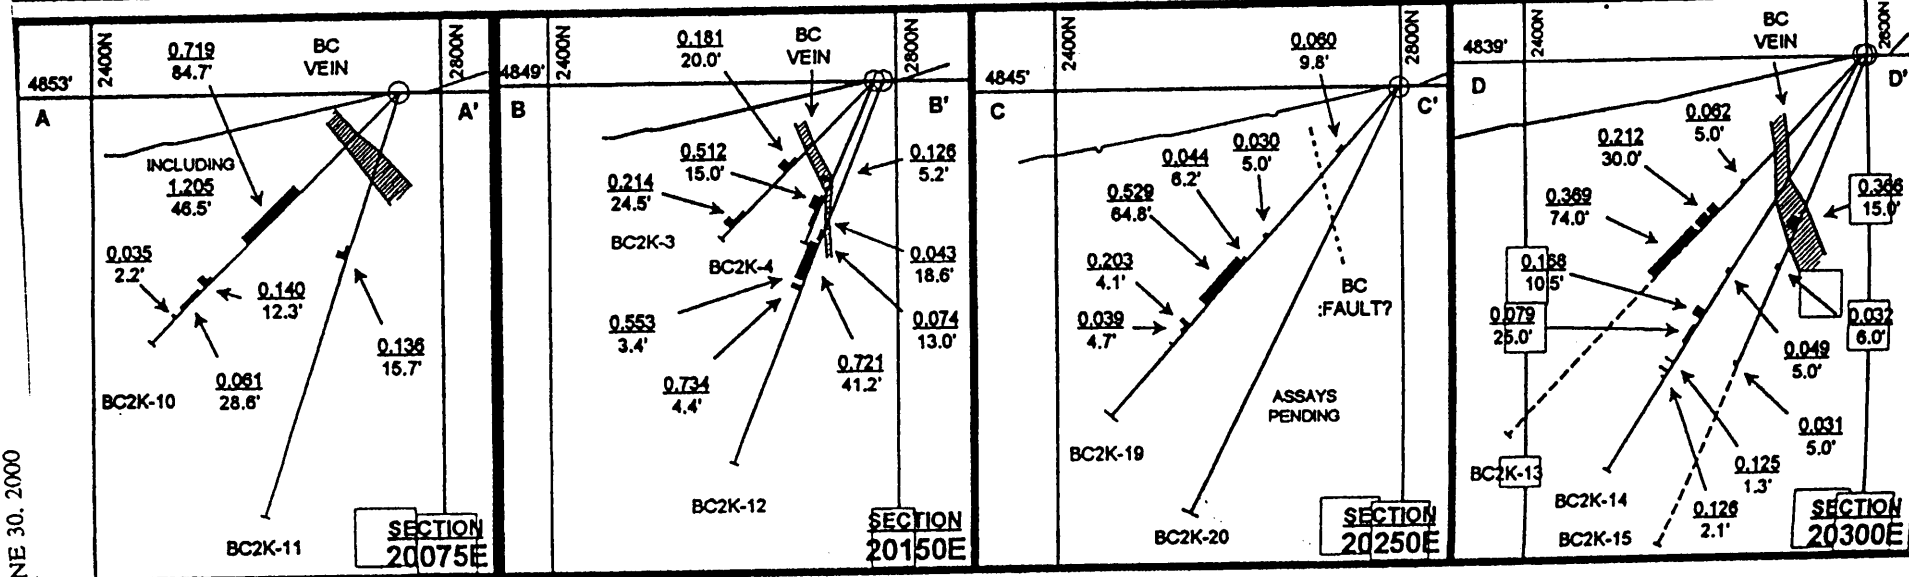 NE 30, 2000
2400N
2800N
4853'
A
A'
0.719
84.7'
BC
VEIN
INCLUDING
1.205
46.5'
0.035
2.2'
0.140
12.3'
0.061
28.6'
0.136
15.7'
BC2K-10
BC2K-11
SECTION
20075E
2400N
2800N
4849'
B
B'
0.181
20.0'
BC
VEIN
0.512
15.0'
0.126
5.2'
0.214
24.5'
BC2K-3
BC2K-4
0.043
18.6'
0.553
3.4'
0.074
13.0'
0.734
4.4'
0.721
41.2'
BC2K-12
SECTION
20150E
2400N
2800N
4845'
C
C'
0.060
9.8'
0.030
5.0'
0.044
6.2'
0.529
64.8'
0.203
4.1'
0.039
4.7'
BC
:FAULT?
ASSAYS
PENDING
BC2K-19
BC2K-20
SECTION
20250E
2400N
2800N
4839'
D
D'
BC
VEIN
0.062
5.0'
0.212
30.0'
0.369
74.0'
0.366
15.0'
0.168
10.5'
0.079
25.0'
0.032
6.0'
0.049
5.0'
0.031
5.0'
0.125
1.3'
0.126
2.1'
BC2K-13
BC2K-14
BC2K-15
SECTION
20300E